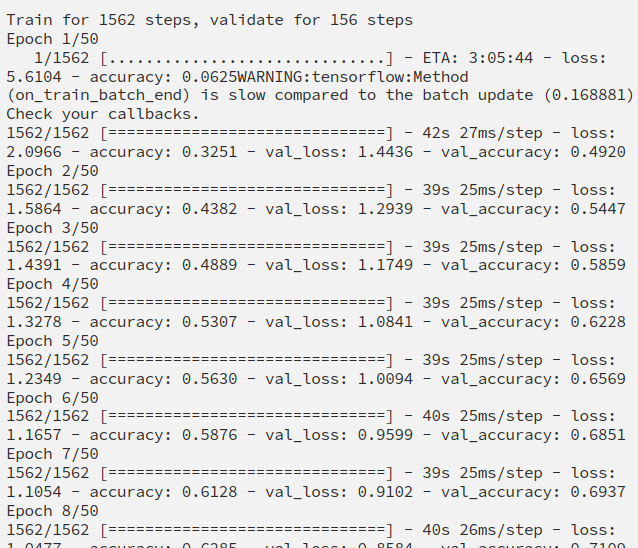 Train for 1562 steps, validate for 156 steps
Epoch 1/50
1/1562 [..............................] - ETA: 3:05:44 - loss:
5.6104 - accuracy: 0.0625WARNING:tensorflow:Method
(on_train_batch_end) is slow compared to the batch update (0.168881)
Check your callbacks.
1562/1562 [==============================] - 42s 27ms/step - loss:
2.0966 - accuracy: 0.3251 - val_loss: 1.4436 - val_accuracy: 0.4920
Epoch 2/50
1562/1562 [==============================] - 39s 25ms/step - loss:
1.5864 - accuracy: 0.4382 - val_loss: 1.2939 - val_accuracy: 0.5447
Epoch 3/50
1562/1562 [==============================] - 39s 25ms/step - loss:
1.4391 - accuracy: 0.4889 - val_loss: 1.1749 - val_accuracy: 0.5859
Epoch 4/50
1562/1562 [==============================] - 39s 25ms/step - loss:
1.3278 - accuracy: 0.5307 - val_loss: 1.0841 - val_accuracy: 0.6228
Epoch 5/50
1562/1562 [==============================] - 39s 25ms/step - loss:
1.2349 - accuracy: 0.5630 - val_loss: 1.0094 - val_accuracy: 0.6569
Epoch 6/50
1562/1562 [==============================] - 40s 25ms/step - loss:
1.1657 - accuracy: 0.5876 - val_loss: 0.9599 - val_accuracy: 0.6851
Epoch 7/50
1562/1562 [==============================] - 39s 25ms/step - loss:
1.1054 - accuracy: 0.6128 - val_loss: 0.9102 - val_accuracy: 0.6937
Epoch 8/50
1562/1562 [==============================] - 40s 26ms/step - loss:
- accuracy: - val_loss: - val_accuracy: